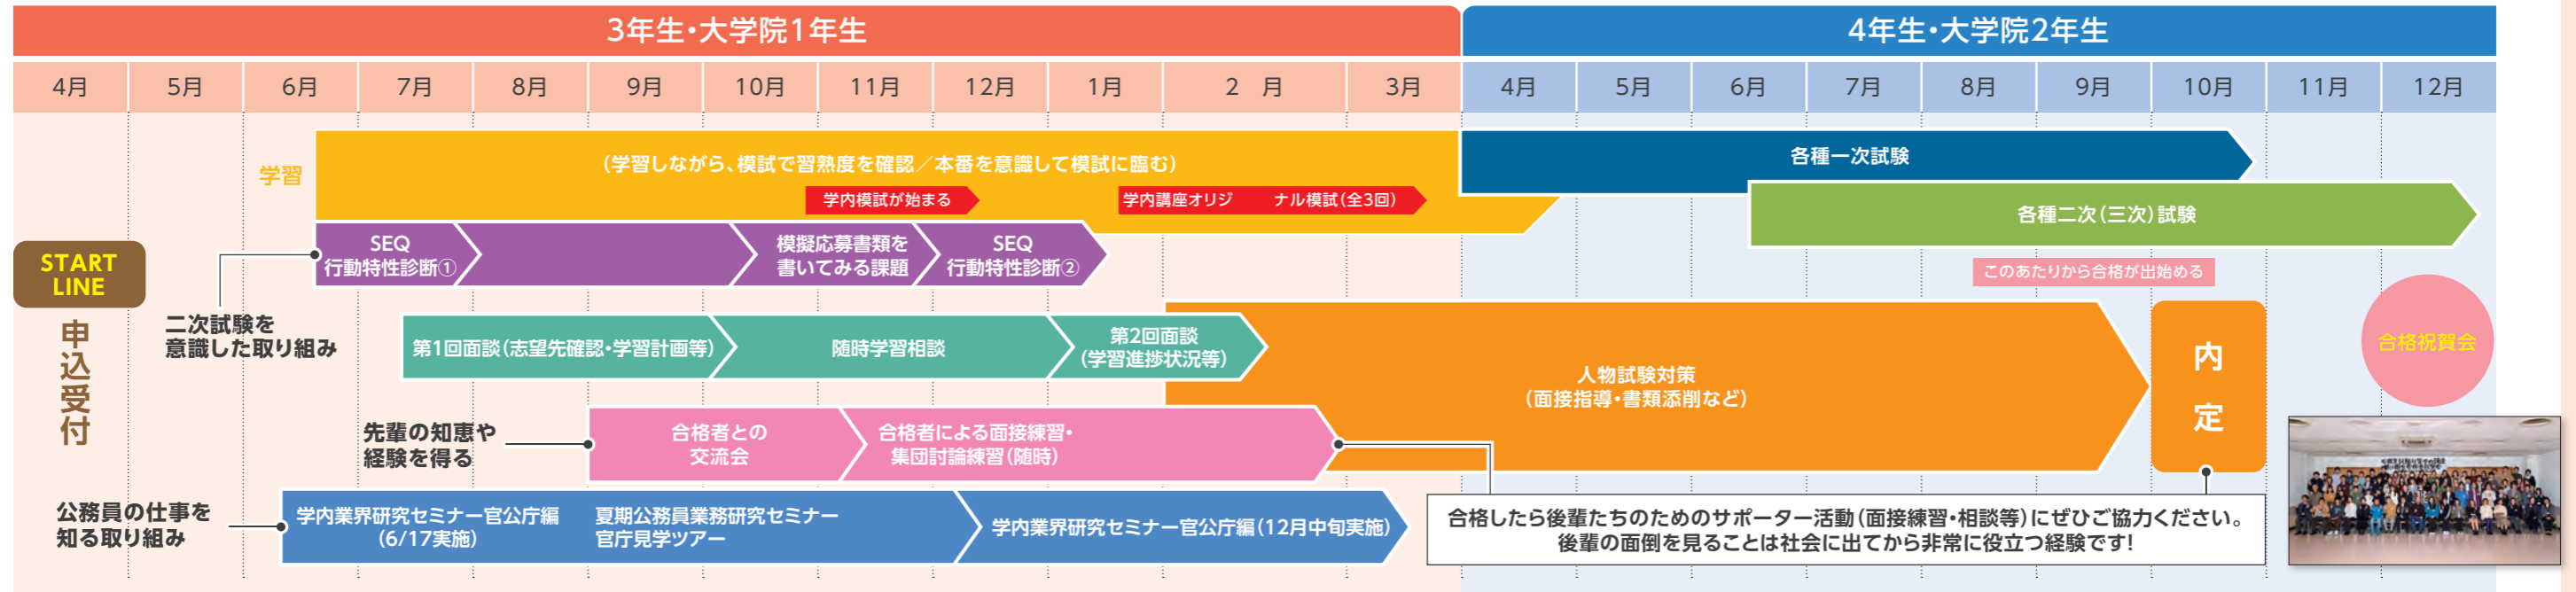 3年生・大学院1年生
4年生・大学院2年生
4月
5月
6月
7月
8月
9月
10月
11月
12月
1月
2 月
3月
4月
5月
6月
7月
8月
9月
10月
11月
12月
学習
(学習しながら、模試で習熟度を確認／本番を意識して模試に臨む)
学内模試が始まる
学内講座オリジ ナル模試(全3回)
各種一次試験
各種二次(三次)試験
このあたりから合格が出始める
START
LINE
申込受付
SEQ
行動特性診断①
模擬応募書類を
書いてみる課題
SEQ
行動特性診断②
二次試験を
意識した取り組み
第1回面談(志望先確認・学習計画等)
随時学習相談
第2回面談
(学習進捗状況等)
人物試験対策
(面接指導・書類添削など)
内定
合格祝賀会
先輩の知恵や
経験を得る
合格者との
交流会
合格者による面接練習・
集団討論練習(随時)
公務員の仕事を
知る取り組み
学内業界研究セミナー官公庁編
(6/17実施)
夏期公務員業務研究セミナー
官庁見学ツアー
学内業界研究セミナー官公庁編(12月中旬実施)
合格したら後輩たちのためのサポーター活動(面接練習・相談等)にぜひご協力ください。
後輩の面倒を見ることは社会に出てから非常に役立つ経験です!